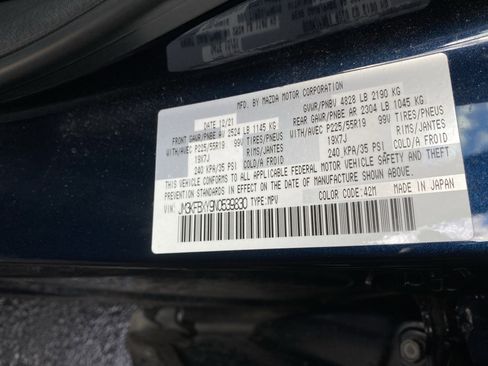 MFD. BY MAZDA MOTOR CORPORATION
DATE 12/21 GVWR/PNBV 4828 LB 2190 KG
FRONT GAWR/PNBE AV 2524 LB 1145 KG REAR GAWR/PNBE AR 2304 LB 1045 KG
WITH/AVEC P225/55R19 99V TIRES/PNEUS WITH/AVEC P225/55R19 99V TIRES/PNEUS
19X7J RIMS/JANTES 19X7J RIMS/JANTES
240 KPA/35 PSI COLD/A FROID 240 KPA/35 PSI COLD/A FROID
THIS VEHICLE CONFORMS TO ALL APPLICABLE FEDERAL MOTOR VEHICLE SAFETY AND THEFT
PREVENTION STANDARDS IN EFFECT ON THE DATE OF MANUFACTURE SHOWN ABOVE.
COLOR CODE: 42M MADE IN JAPAN
VIN: TYPE:MPV